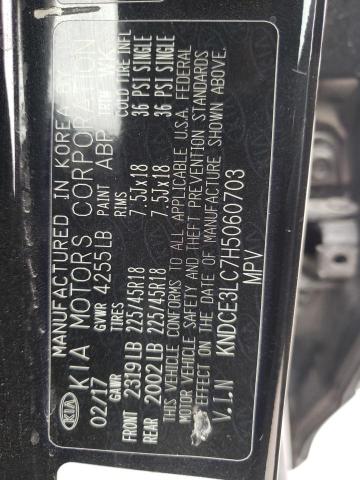 MANUFACTURED IN KOREA BY
KIA KIA MOTORS CORPORATION
02/17 GVWR 4255LB PAINT ABP TRIM WK
GAWR TIRES RIMS COLD TIRE INFL
FRONT 2319LB 225/45R18 7.5Jx18 36 PSI SINGLE
REAR 2002LB 225/45R18 7.5Jx18 36 PSI SINGLE
THIS VEHICLE CONFORMS TO ALL APPLICABLE U.S.A. FEDERAL
MOTOR VEHICLE SAFETY AND THEFT PREVENTION STANDARDS
IN EFFECT ON THE DATE OF MANUFACTURE SHOWN ABOVE.
V.I.N KNDCE3LC7H5060703
MPV